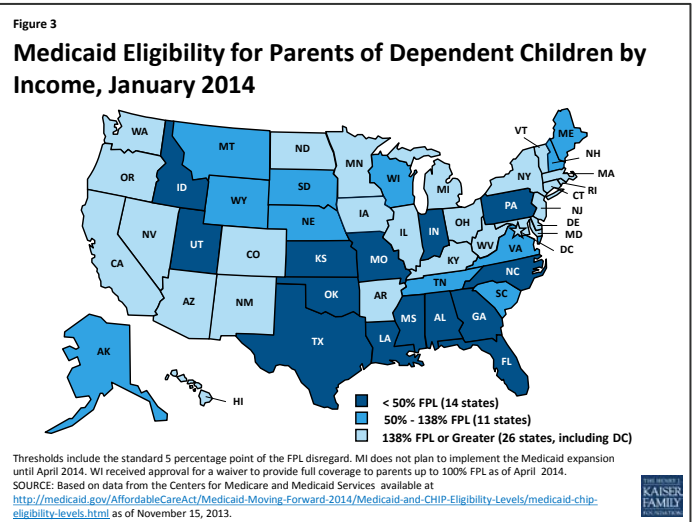 Figure 3
Medicaid Eligibility for Parents of Dependent Children by
Income, January 2014
WA
OR
CA
NV
ID
UT
AZ
MT
WY
CO
NM
ND
SD
NE
KS
OK
TX
MN
IA
MO
AR
LA
WI
IL
MI
IN
OH
KY
TN
MS
AL
GA
FL
SC
NC
VA
WV
PA
NY
VT
ME
NH
MA
RI
CT
NJ
DE
MD
DC
AK
HI
< 50% FPL (14 states)
50% - 138% FPL (11 states)
138% FPL or Greater (26 states, including DC)
Thresholds include the standard 5 percentage point of the FPL disregard. MI does not plan to implement the Medicaid expansion
until April 2014. WI received approval for a waiver to provide full coverage to parents up to 100% FPL as of April 2014.
SOURCE: Based on data from the Centers for Medicare and Medicaid Services available at
http://medicaid.gov/AffordableCareAct/Medicaid-Moving-Forward-2014/Medicaid-and-CHIP-Eligibility-Levels/medicaid-chip-
eligibility-levels.html as of November 15, 2013.
THE HENRY J.
KAISER
FAMILY
FOUNDATION